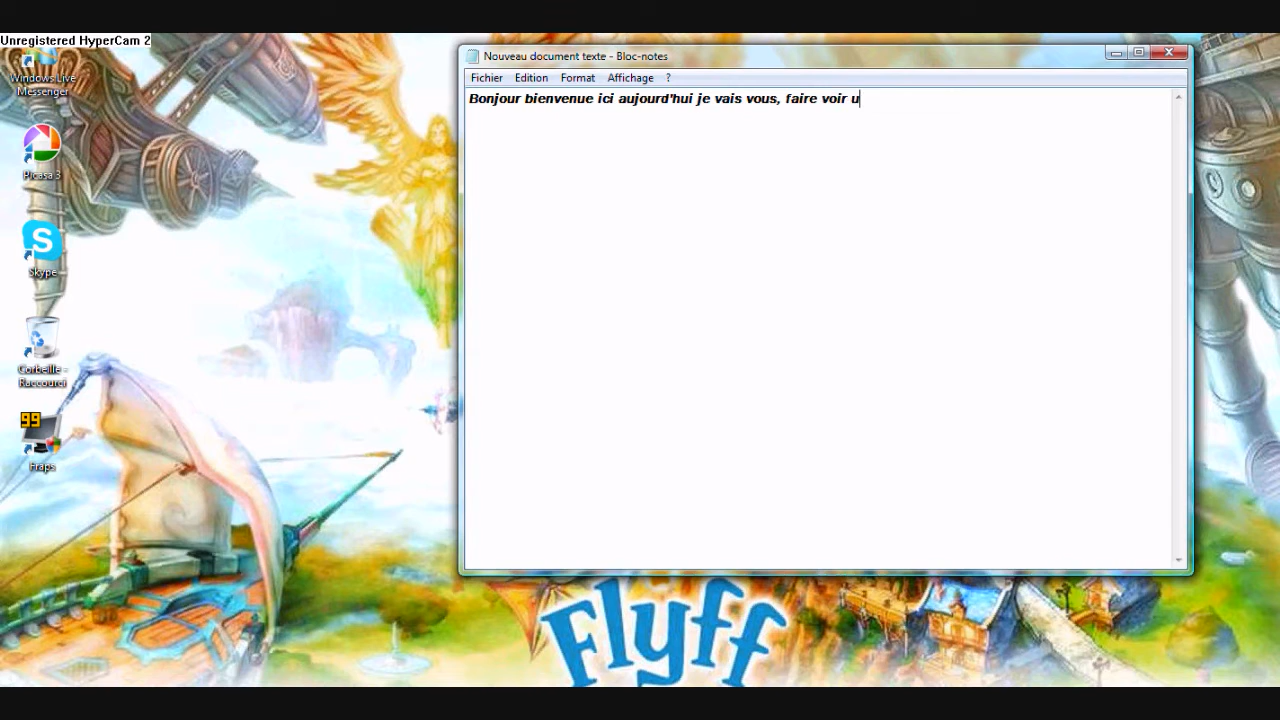 Unregistered HyperCam 2
Windows Live
Messenger
Picasa 3
Skype
Corbeille -
Raccourci
99
Fraps
Nouveau document texte - Bloc-notes
Fichier Edition Format Affichage ?
Bonjour bienvenue ici aujourd'hui je vais vous, faire voir u
Flyff